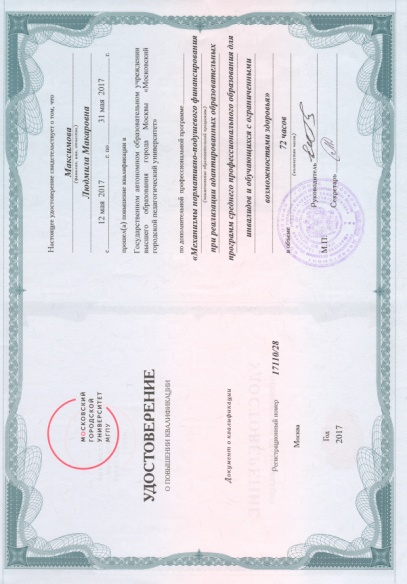 МОСКОВСКИЙ
ГОРОДСКОЙ
УНИВЕРСИТЕТ
МГПУ
УДОСТОВЕРЕНИЕ
О ПОВЫШЕНИИ КВАЛИФИКАЦИИ
Документ о квалификации
Регистрационный номер 17110/28
Москва
Год
2017
Настоящее удостоверение свидетельствует о том, что
Максимова
(фамилия, имя, отчество)
Людмила Макаровна
с 12 мая 2017 г. по 31 мая 2017 г.
прошел(а) повышение квалификации в
Государственном автономном образовательном учреждении
высшего образования города Москвы «Московский
городской педагогический университет»
по дополнительной профессиональной программе
«Механизмы нормативно-подушевого финансирования
(наименование образовательной программы)
при реализации адаптированных образовательных
программ среднего профессионального образования для
инвалидов и обучающихся с ограниченными
возможностями здоровья»
в объеме 72 часов
(количество часов)
Руководитель
М.П. Секретарь